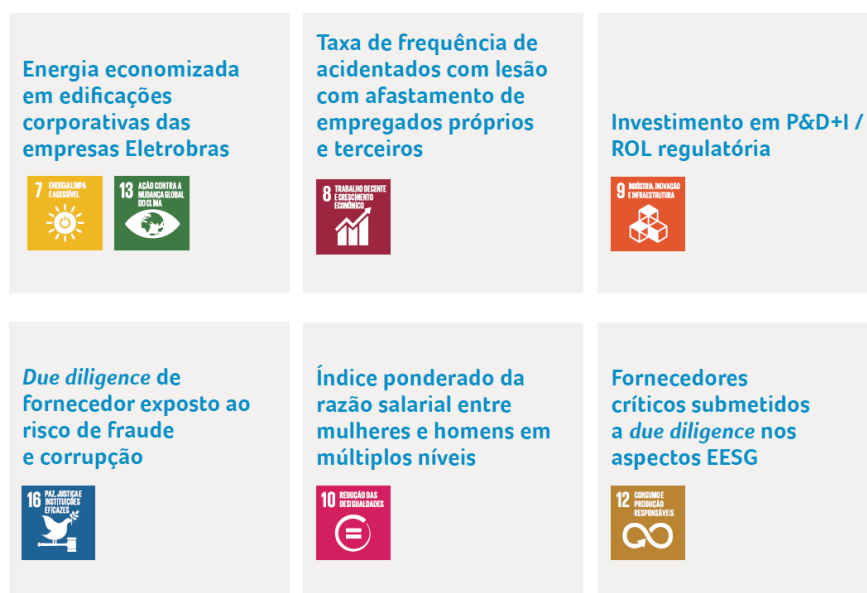 Energia economizada
em edificações
corporativas das
empresas Eletrobras
7 ENERGIA LIMPA
E ACESSÍVEL
13 AÇÃO CONTRA A
MUDANÇA GLOBAL
DO CLIMA
Taxa de frequência de
acidentados com lesão
com afastamento de
empregados próprios
e terceiros
8 TRABALHO DECENTE
E CRESCIMENTO
ECONÔMICO
Investimento em P&D+I /
ROL regulatória
9 INDÚSTRIA, INOVAÇÃO
E INFRAESTRUTURA
Due diligence de
fornecedor exposto ao
risco de fraude
e corrupção
16 PAZ, JUSTIÇA E
INSTITUIÇÕES
EFICAZES
Índice ponderado da
razão salarial entre
mulheres e homens em
múltiplos níveis
10 REDUÇÃO DAS
DESIGUALDADES
Fornecedores
críticos submetidos
a due diligence nos
aspectos EESG
12 CONSUMO E
PRODUÇÃO
RESPONSÁVEIS